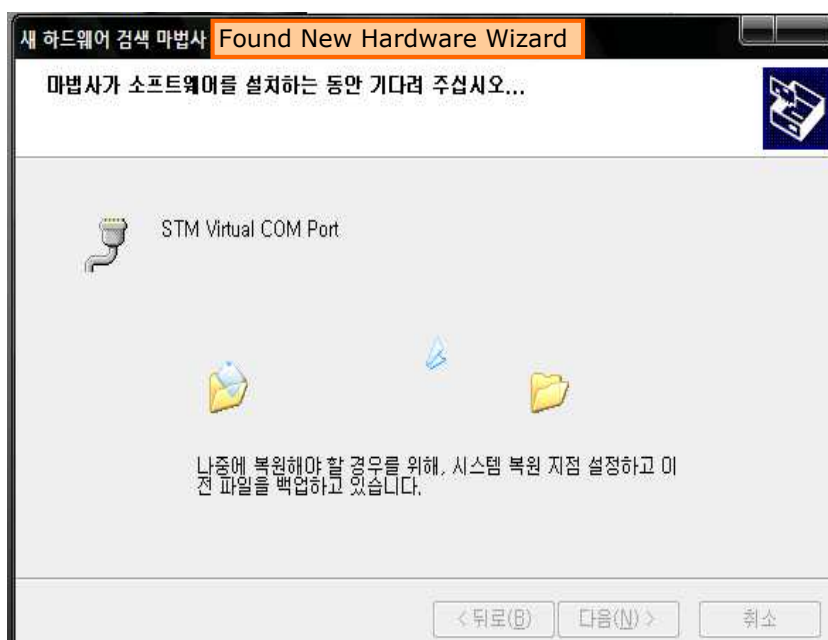 새 하드웨어 검색 마법사 Found New Hardware Wizard
마법사가 소프트웨어를 설치하는 동안 기다려 주십시오...
STM Virtual COM Port
나중에 복원해야 할 경우를 위해, 시스템 복원 지점 설정하고 이
전 파일을 백업하고 있습니다.
< 뒤로(B) 다음(N) > 취소